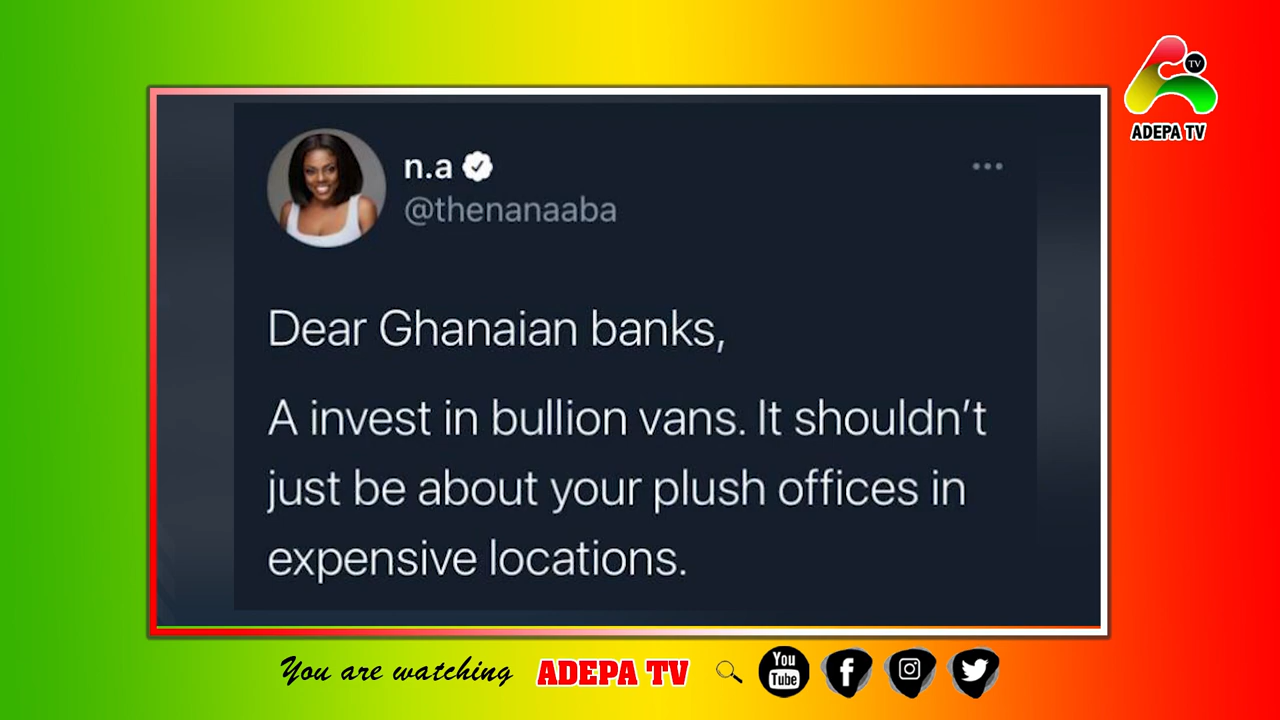 TV
ADEPA TV
n.a
@thenanaaba
Dear Ghanaian banks,
A invest in bullion vans. It shouldn’t
just be about your plush offices in
expensive locations.
You are watching ADEPA TV
You
Tube